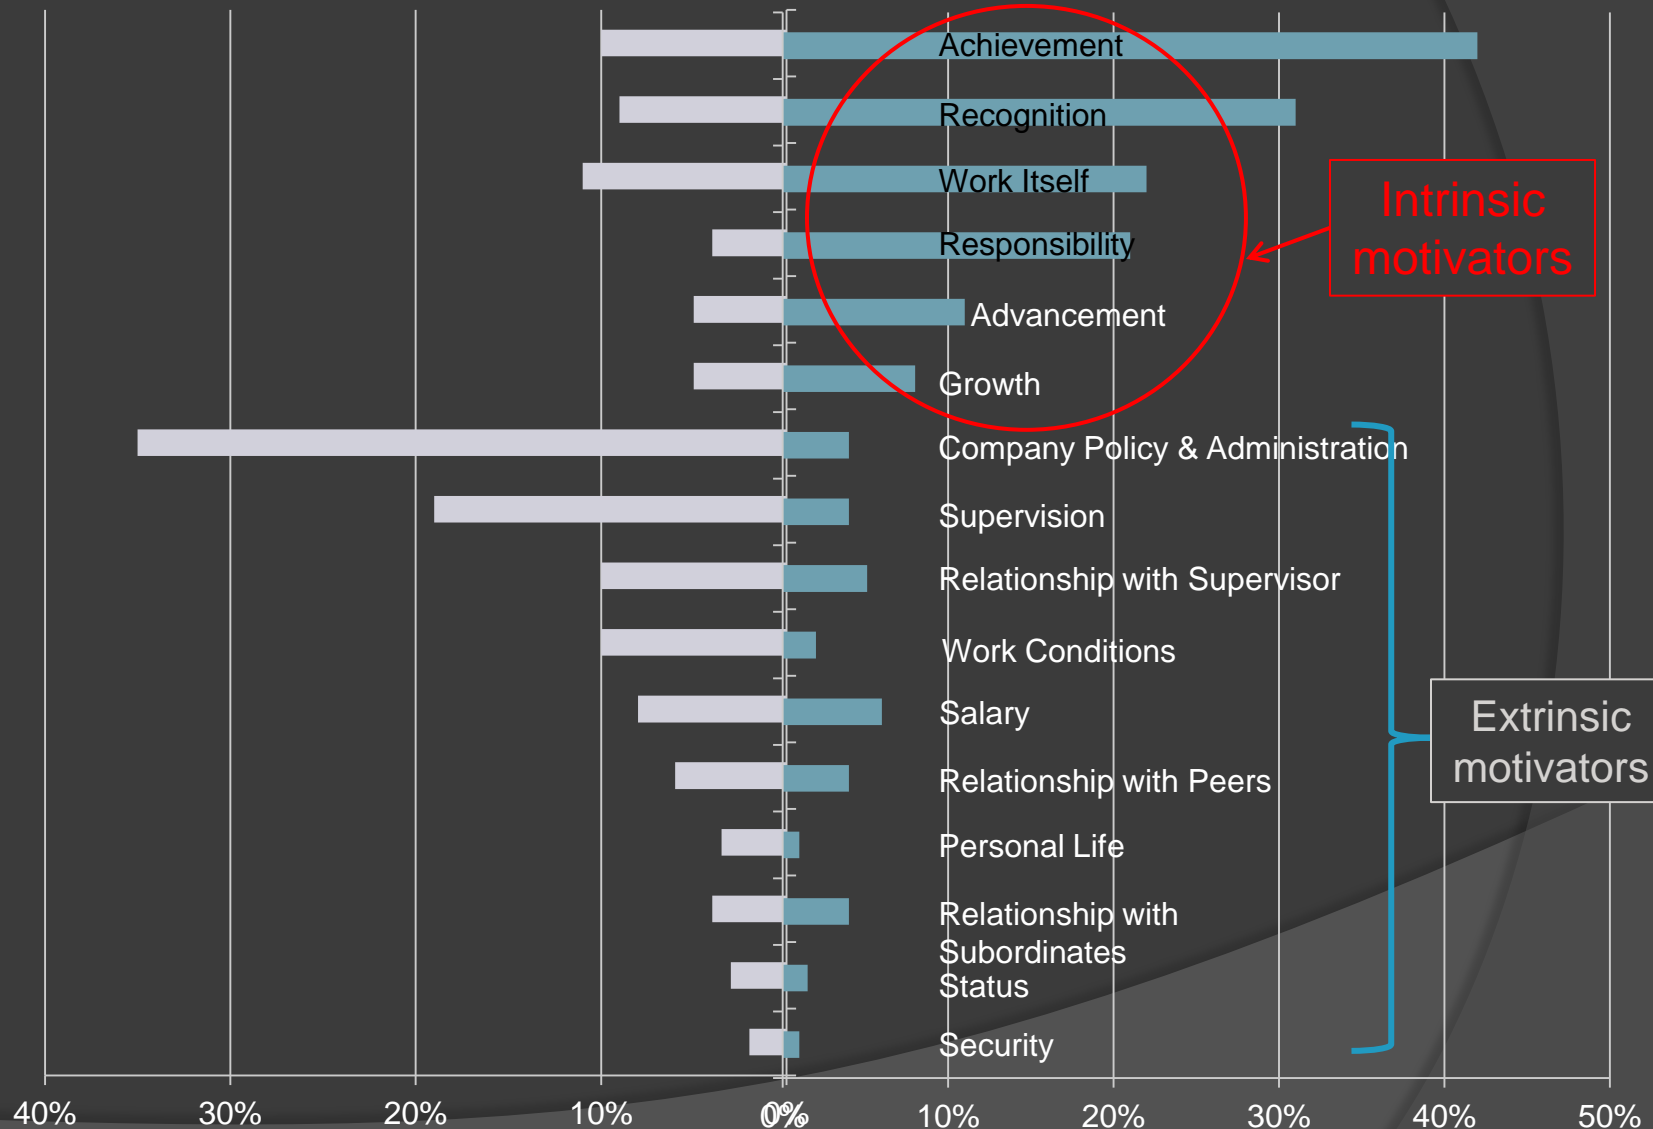 Achievement
Recognition
Work Itself
Responsibility
Advancement
Growth
Company Policy & Administration
Supervision
Relationship with Supervisor
Work Conditions
Salary
Relationship with Peers
Personal Life
Relationship with
Subordinates
Status
Security
Intrinsic
motivators
Extrinsic
motivators
40% 30% 20% 10% 0% 0% 10% 20% 30% 40% 50%